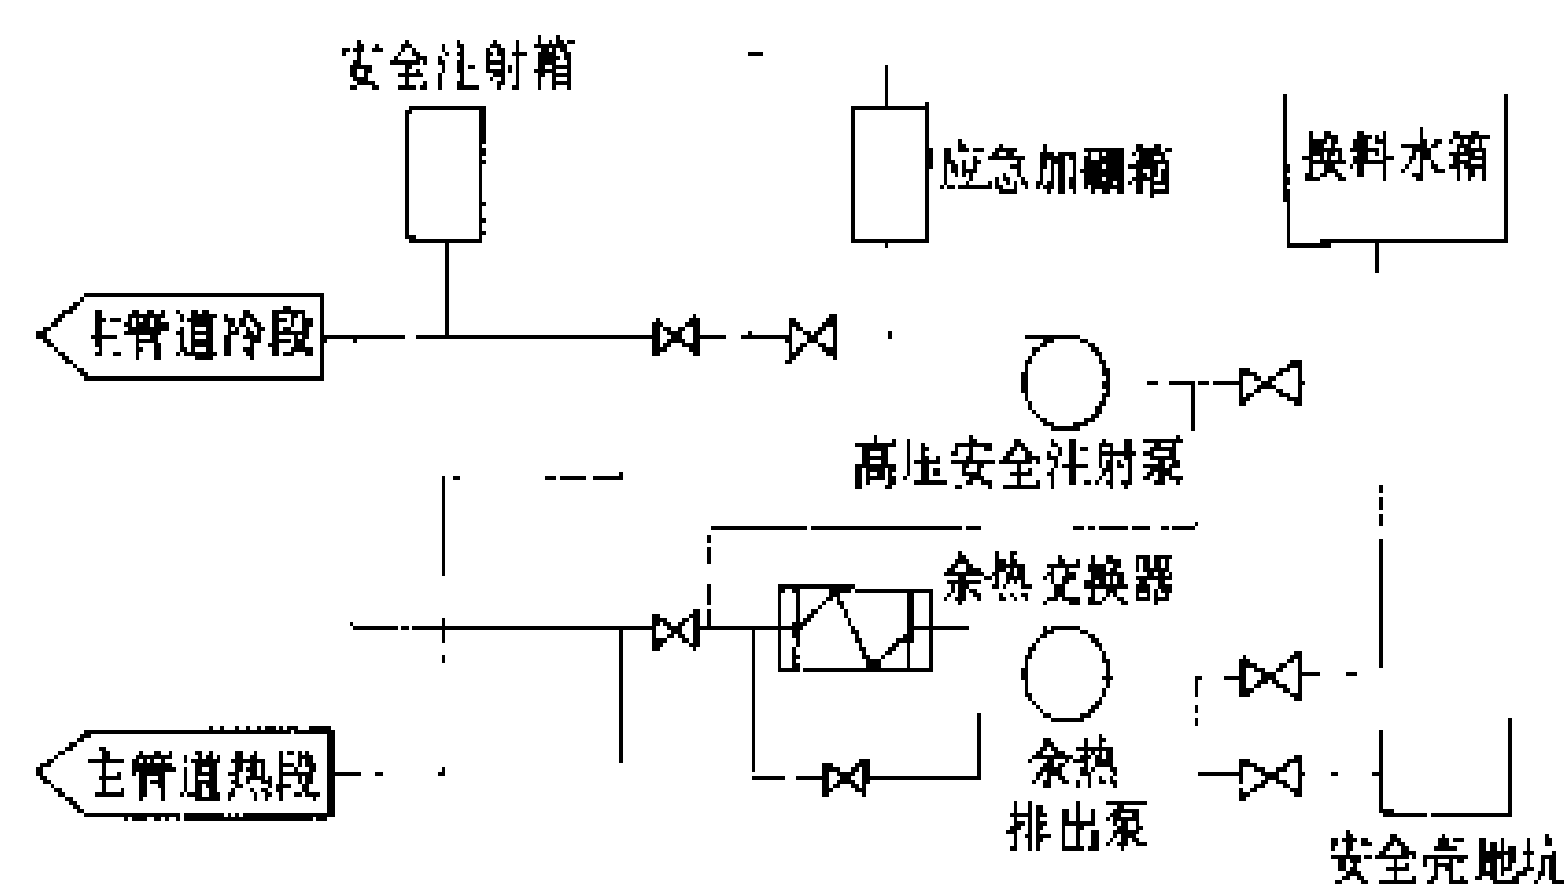 安全注射箱
应急加硼箱
换料水箱
主管道冷段
高压安全注射泵
余热交换器
主管道热段
余热
排出泵
安全壳地坑